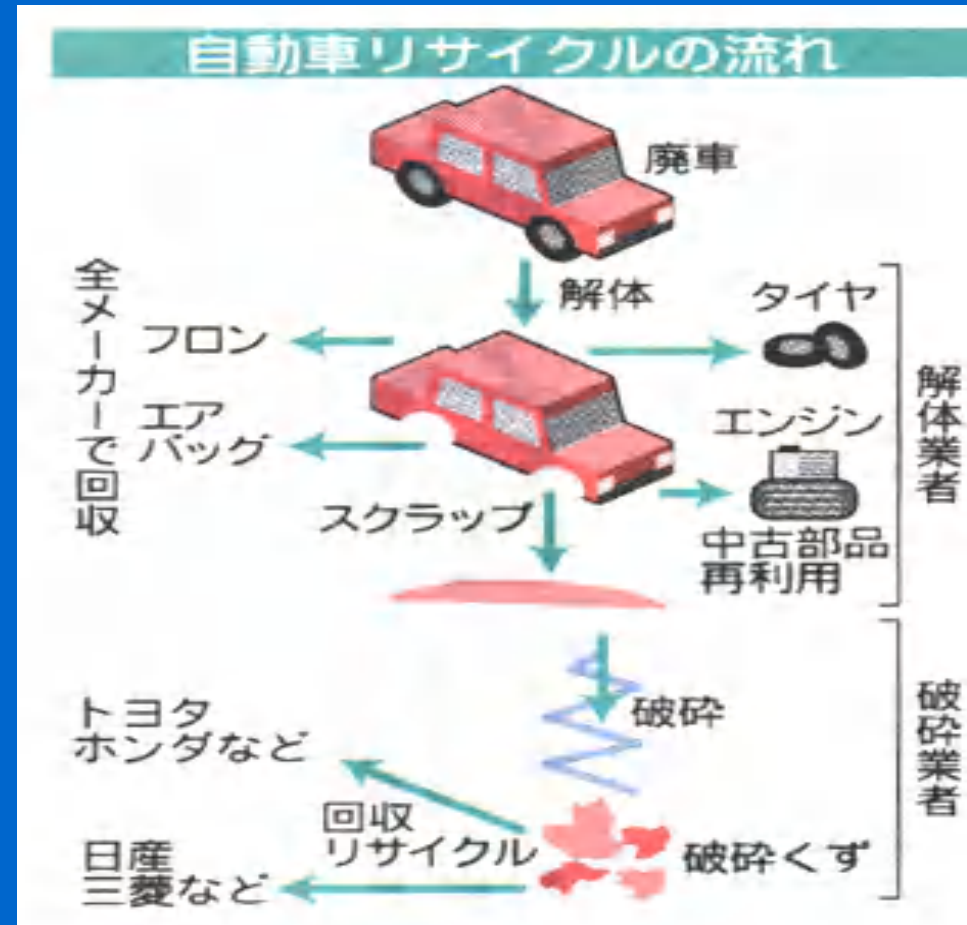 自動車リサイクルの流れ
廃車
解体
全メーカーで回収
フロン
エア
バッグ
タイヤ
エンジン
中古部品
再利用
解体業者
スクラップ
破砕
破砕業者
トヨタ
ホンダなど
回収
リサイクル
破砕くず
日産
三菱など